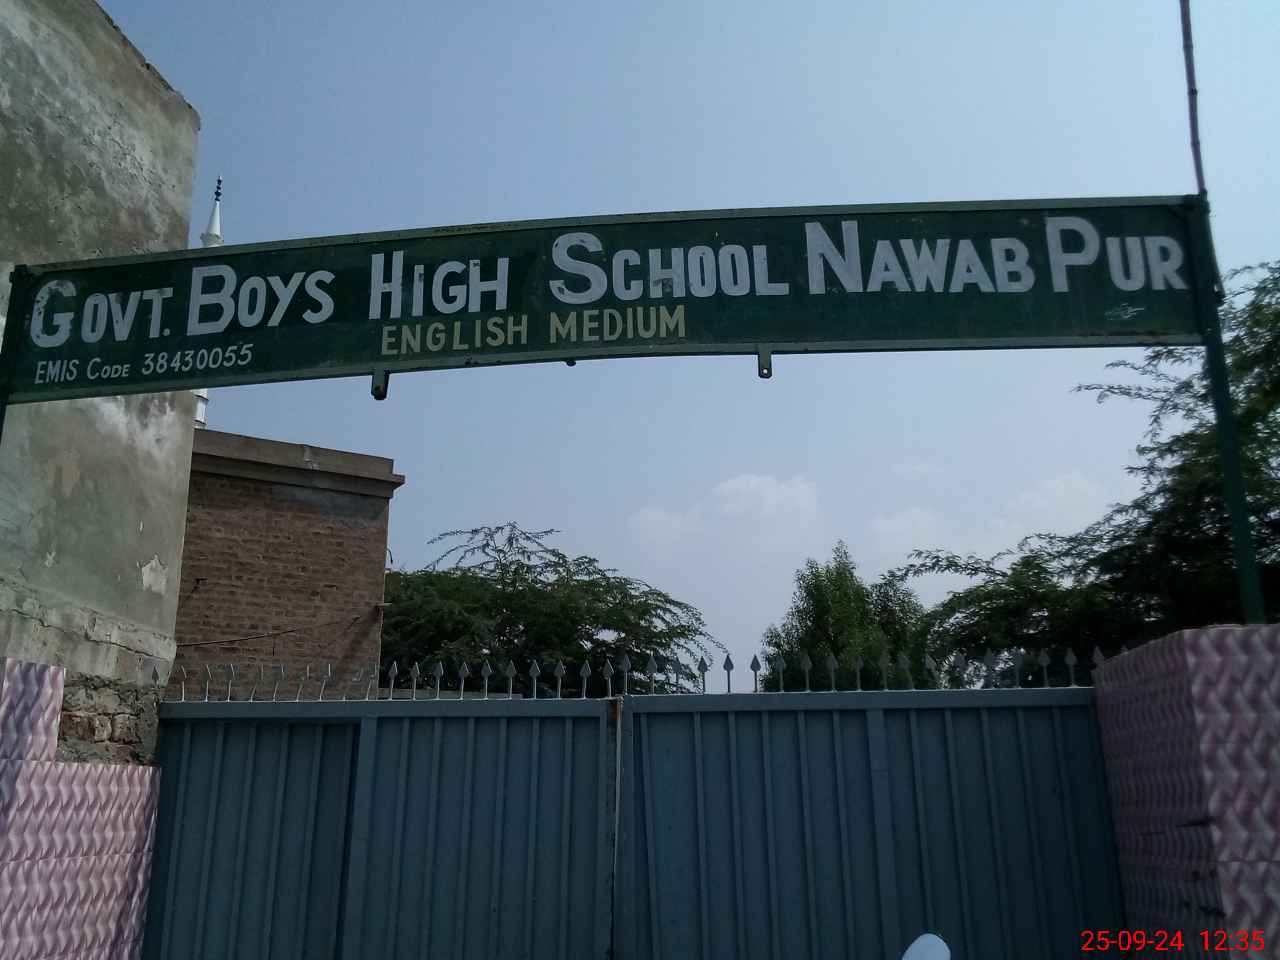 GOVT. BOYS HIGH SCHOOL NAWAB PUR
ENGLISH MEDIUM
EMIS CODE 38430055
25-09-24 12:35